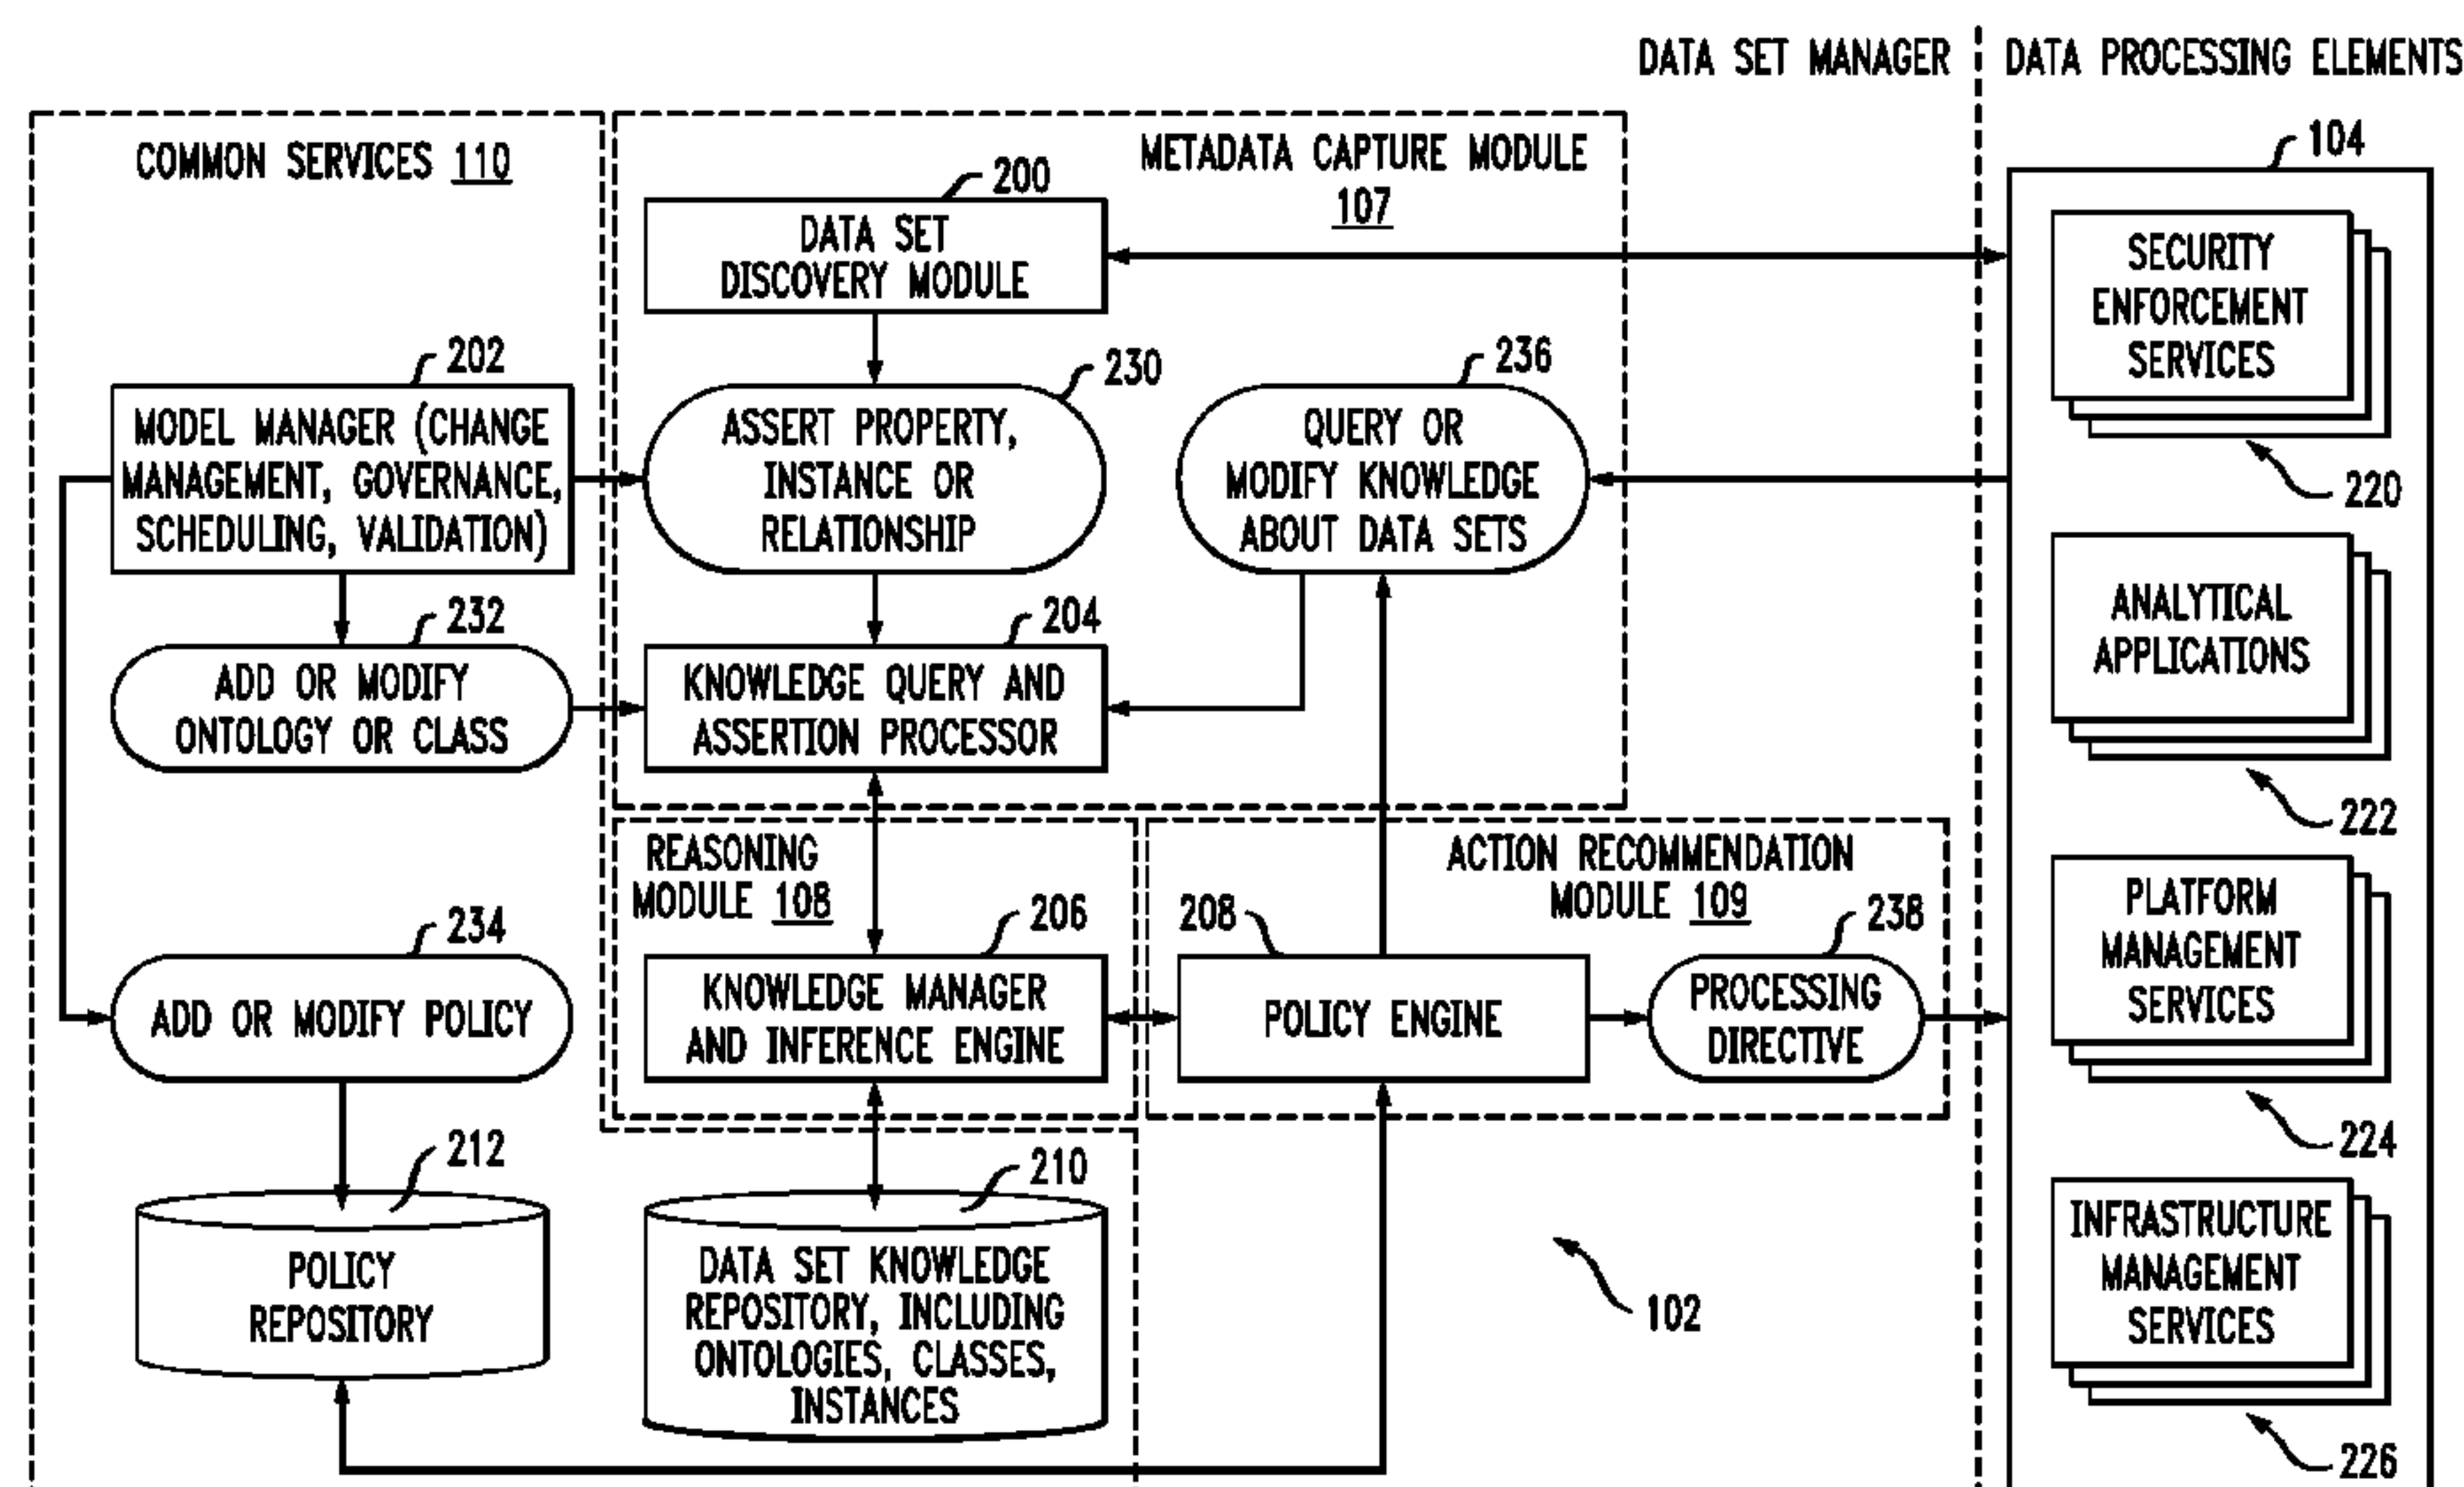 DATA SET MANAGER
DATA PROCESSING ELEMENTS
COMMON SERVICES 110
METADATA CAPTURE MODULE
107
200
DATA SET
DISCOVERY MODULE
202
MODEL MANAGER (CHANGE
MANAGEMENT, GOVERNANCE,
SCHEDULING, VALIDATION)
230
ASSERT PROPERTY,
INSTANCE OR
RELATIONSHIP
236
QUERY OR
MODIFY KNOWLEDGE
ABOUT DATA SETS
232
ADD OR MODIFY
ONTOLOGY OR CLASS
204
KNOWLEDGE QUERY AND
ASSERTION PROCESSOR
REASONING
MODULE 108
206
KNOWLEDGE MANAGER
AND INFERENCE ENGINE
ACTION RECOMMENDATION
MODULE 109
208
POLICY ENGINE
238
PROCESSING
DIRECTIVE
234
ADD OR MODIFY POLICY
212
POLICY
REPOSITORY
210
DATA SET KNOWLEDGE
REPOSITORY, INCLUDING
ONTOLOGIES, CLASSES,
INSTANCES
102
104
SECURITY
ENFORCEMENT
SERVICES
220
ANALYTICAL
APPLICATIONS
222
PLATFORM
MANAGEMENT
SERVICES
224
INFRASTRUCTURE
MANAGEMENT
SERVICES
226